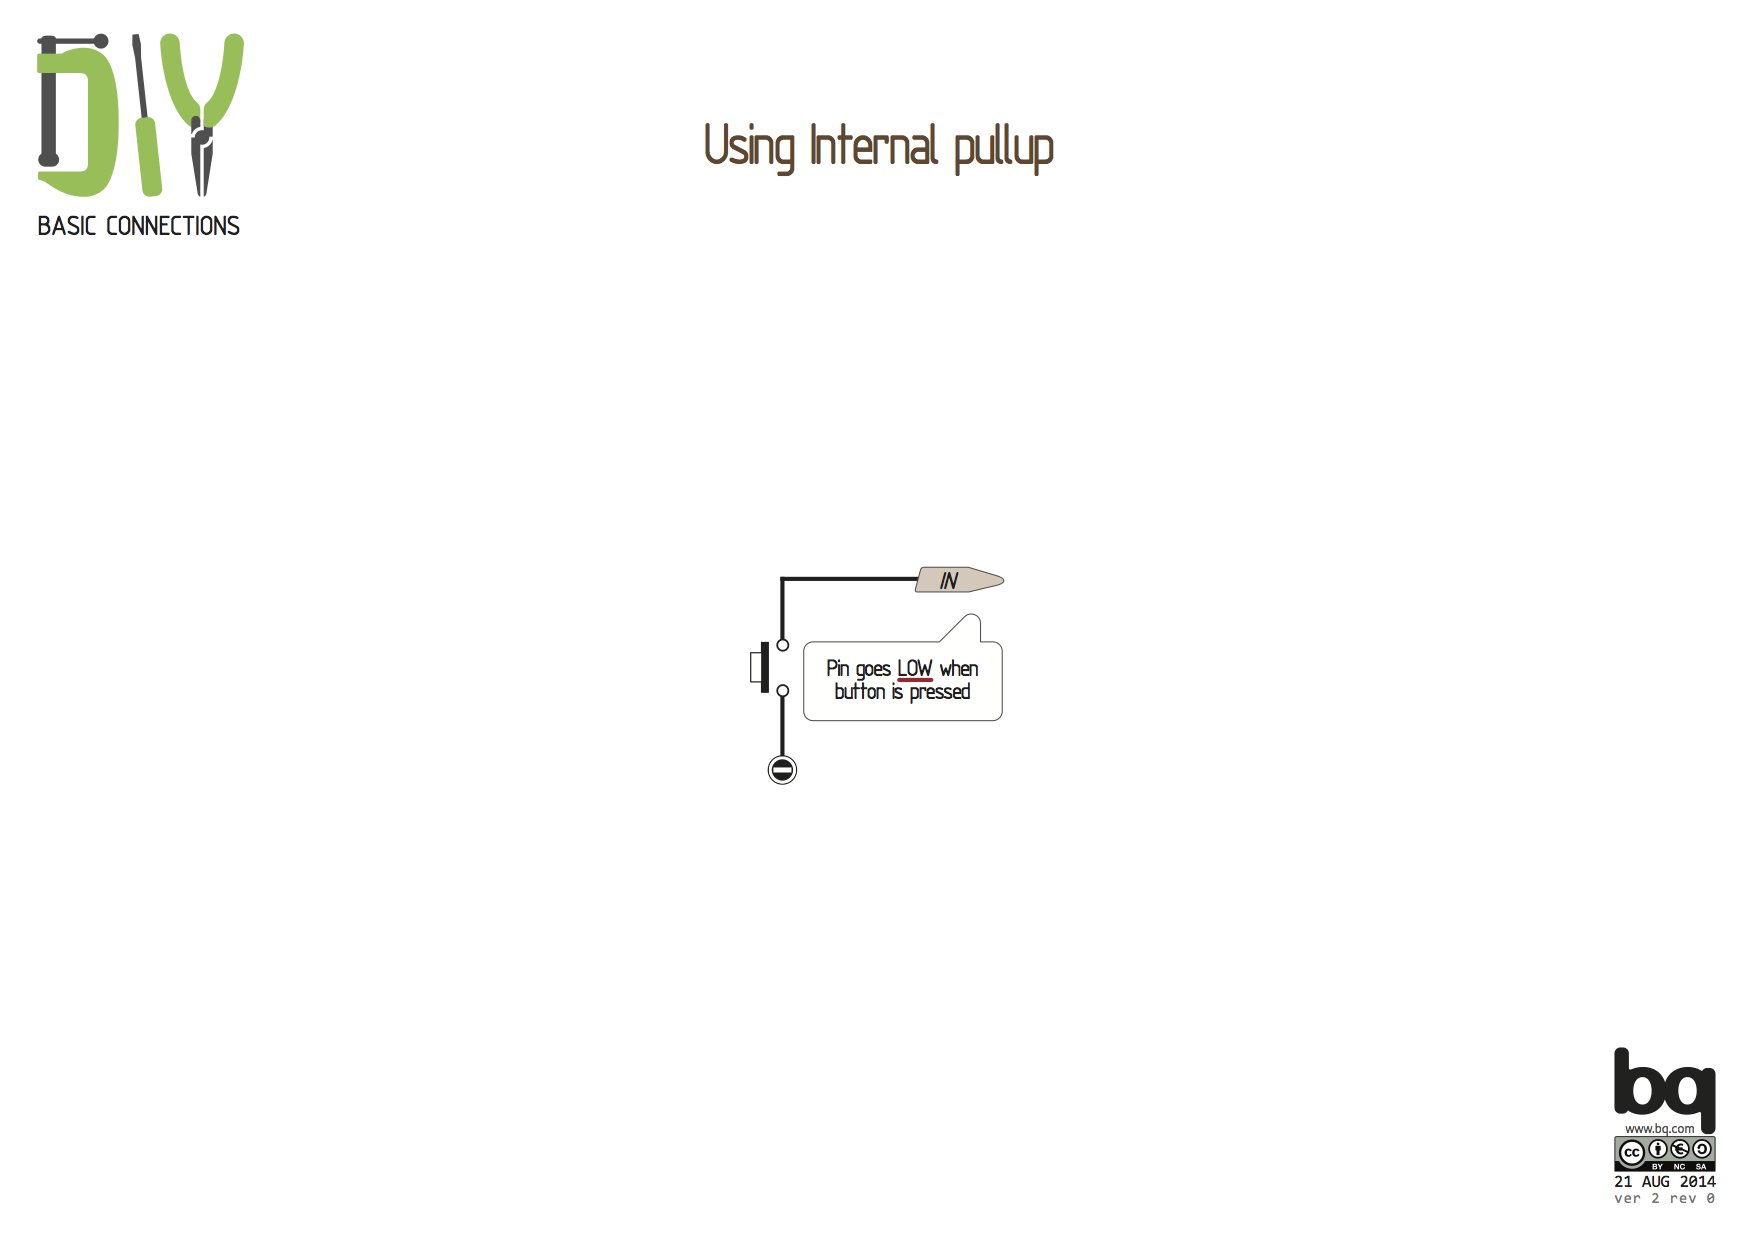 DIY
BASIC CONNECTIONS
Using Internal pullup
IN
Pin goes LOW when
button is pressed
bq
www.bq.com
cc
BY NC SA
21 AUG 2014
ver 2 rev 0